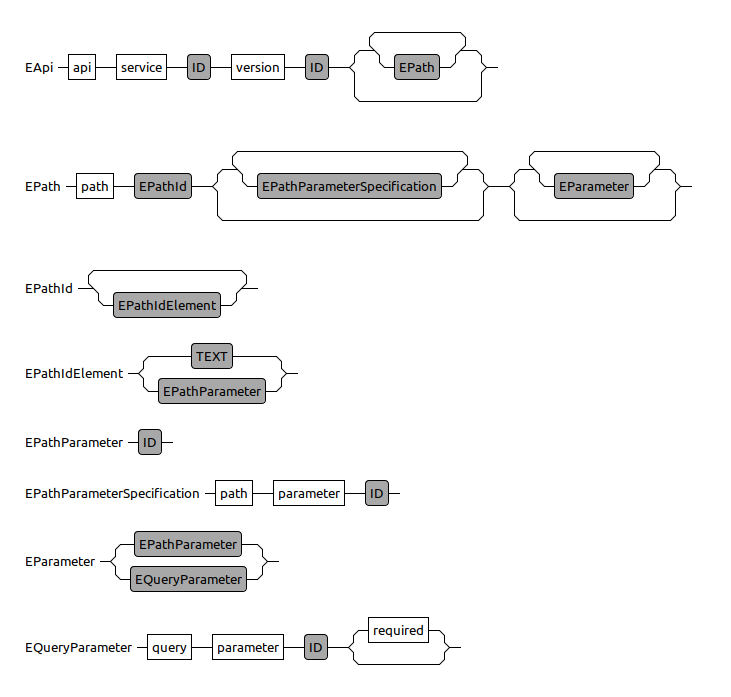 EApi api service ID version ID EPath
EPath path EPathId EPathParameterSpecification EParameter
EPathId EPathIdElement
EPathIdElement TEXT EPathParameter
EPathParameter ID
EPathParameterSpecification path parameter ID
EParameter EPathParameter EQueryParameter
EQueryParameter query parameter ID required